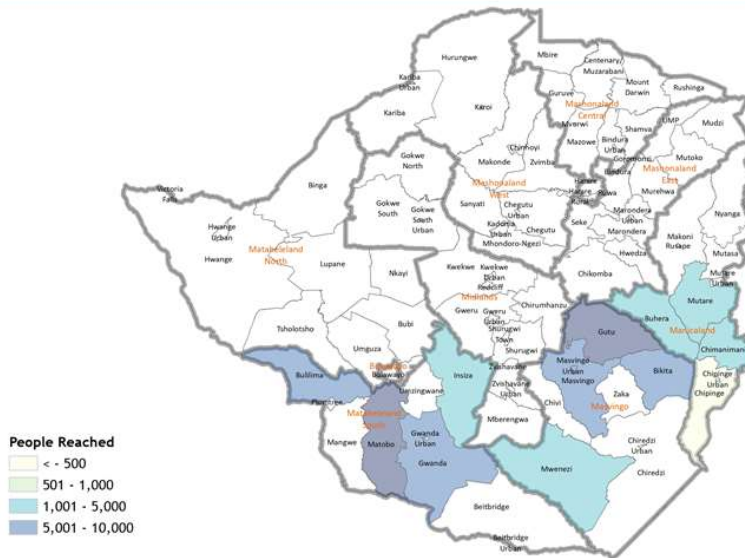 Mbire
Centenary/
Muzarabani
Hurungwe
Mount
Darwin
Rushinga
Kariba
Urban
Guruve
Mashonaland
Central
Kariba
Karoi
UMP
Mudzi
Shamva
Bindura
Urban
Mazowe
Chinhoyi
Makonde
Zvimba
Goromonzi
Mutoko
Bindura
Mashonaland
East
Gokwe
North
Mashonaland
West
Harare
Harare
Rural
Ruwa
Murehwa
Victoria
Falls
Binga
Gokwe
South
Gokwe
South
Urban
Sanyati
Chegutu
Urban
Kadoma
Urban
Chegutu
Mhondoro-Ngezi
Seke
Marondera
Urban
Marondera
Nyanga
Makoni
Rusape
Hwange
Urban
Hwange
Matabeleland
North
Lupane
Nkayi
Hwedza
Mutasa
Chikomba
Mutare
Urban
Kwekwe
Kwekwe
Urban
Redcliff
Midlands
Gweru
Gweru
Urban
Chirumhanzu
Mutare
Buhera
Manicaland
Tsholotsho
Bubi
Umguza
Shurugwi
Town
Shurugwi
Gutu
Chimanimani
Bulawayo
Bulilima
Insiza
Zvishavane
Zvishavane
Urban
Masvingo
Urban
Masvingo
Bikita
Chipinge
Urban
Chipinge
Umzingwane
Plumtree
Zaka
Chivi
Masvingo
Matabeleland
South
Mangwe
Matobo
Gwanda
Urban
Gwanda
Mberengwa
Chiredzi
Urban
Chiredzi
Mwenezi
Beitbridge
Beitbridge
Urban
People Reached
< - 500
501 - 1,000
1,001 - 5,000
5,001 - 10,000